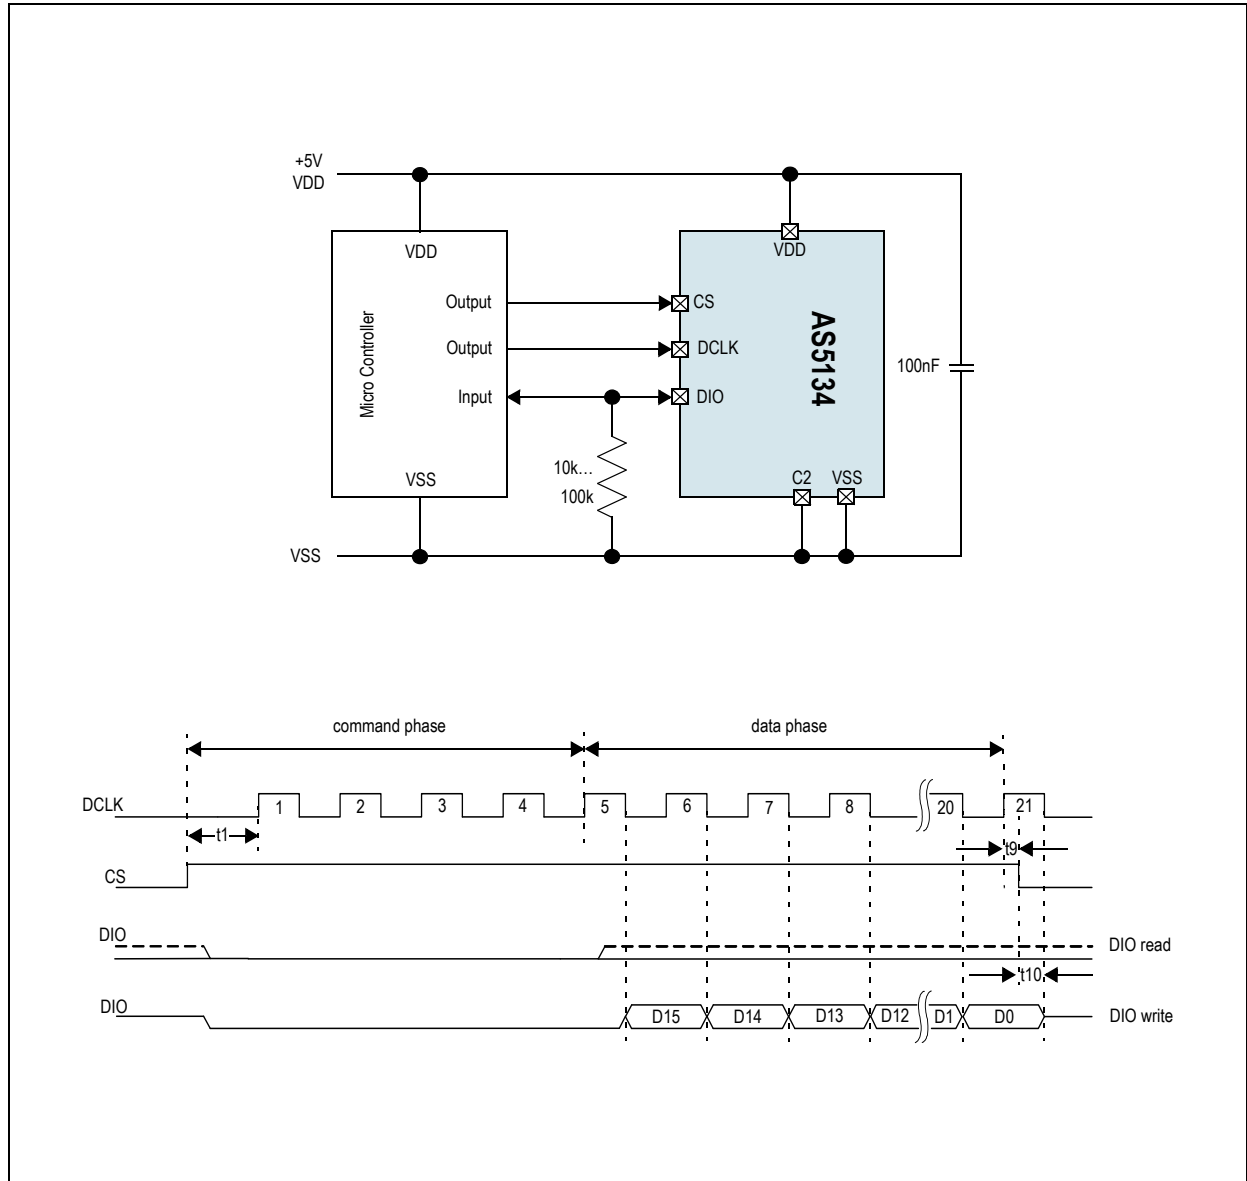 +5V
VDD
VDD
VDD
Output
CS
Micro Controller
AS5134
Output
DCLK
100nF
Input
DIO
10k…
100k
VSS
C2
VSS
VSS
command phase
data phase
DCLK
1
2
3
4
5
6
7
8
20
21
t1
t9
CS
DIO
DIO read
t10
DIO
D15
D14
D13
D12
D1
D0
DIO write